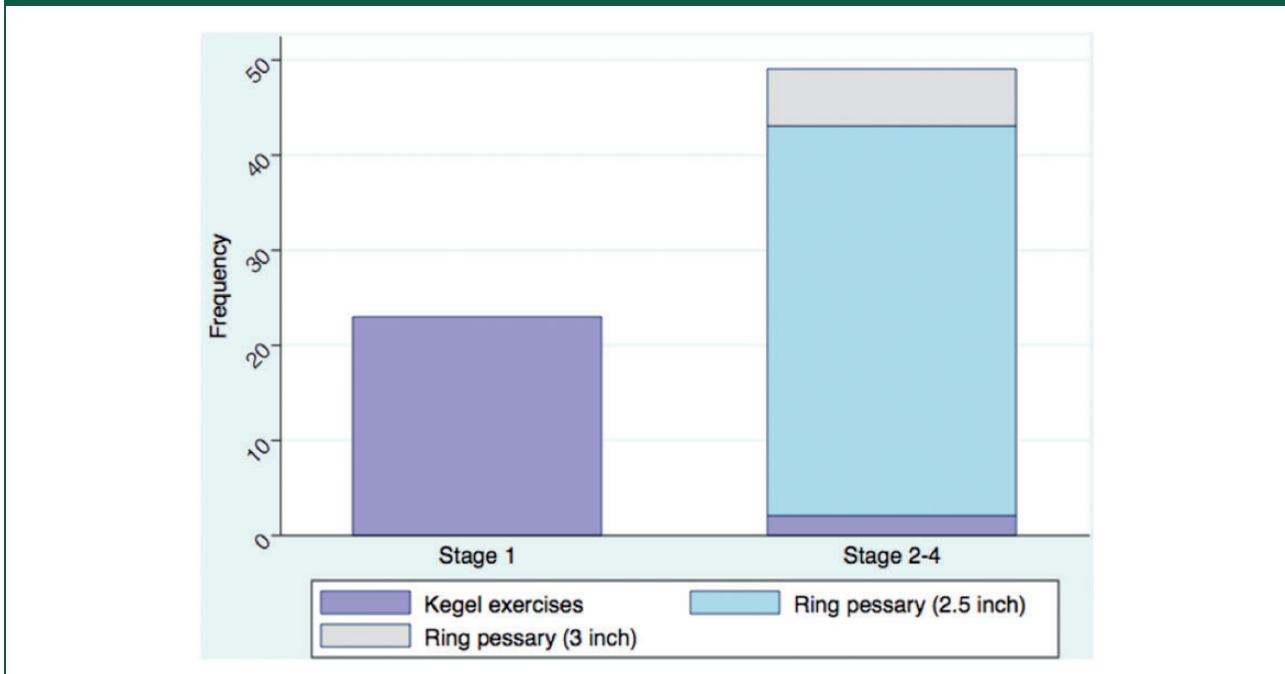 50
40
30
20
10
0
Frequency
Stage 1
Stage 2-4
Kegel exercises
Ring pessary (2.5 inch)
Ring pessary (3 inch)